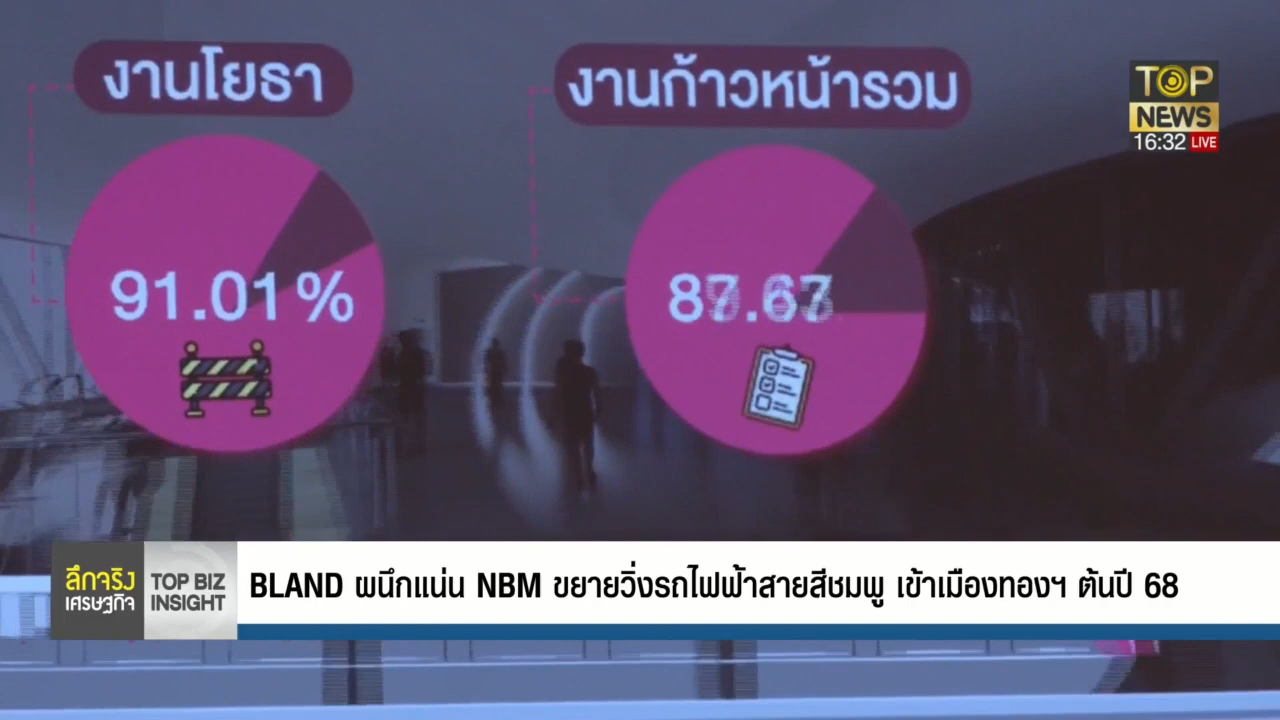 งานโยธา
งานก้าวหน้ารวม
91.01%
TOP
NEWS
16:32 LIVE
ลึกจริง
เศรษฐกิจ
TOP BIZ
INSIGHT
BLAND ผนึกแน่น NBM ขยายวิ่งรถไฟฟ้าสายสีชมพู เข้าเมืองทองฯ ต้นปี 68